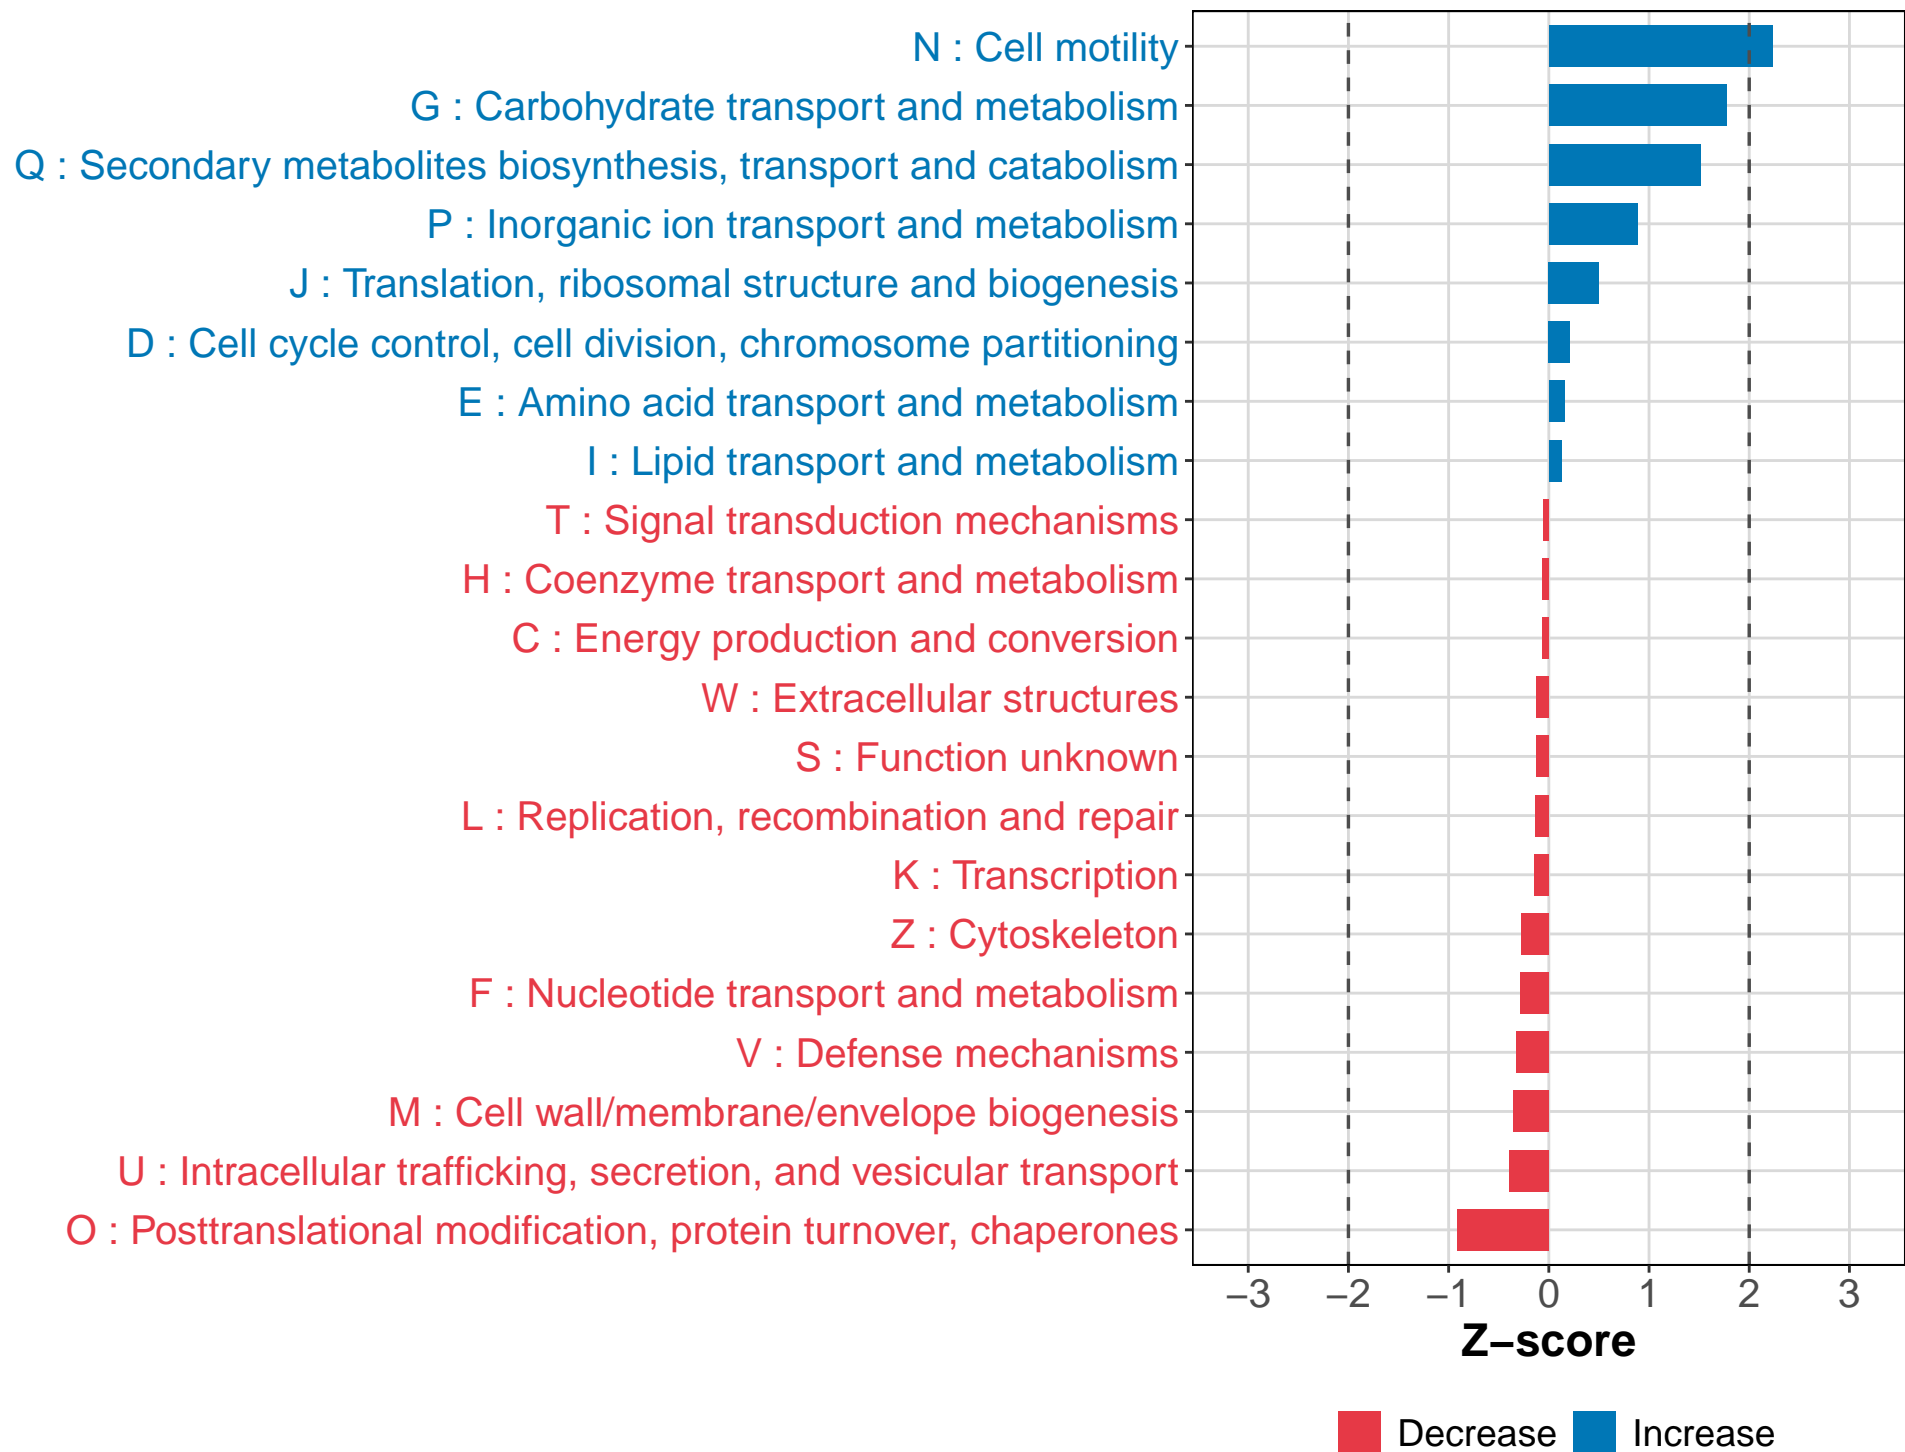 N : Cell motility
G : Carbohydrate transport and metabolism
Q : Secondary metabolites biosynthesis, transport and catabolism
P : Inorganic ion transport and metabolism
J : Translation, ribosomal structure and biogenesis
D : Cell cycle control, cell division, chromosome partitioning
E : Amino acid transport and metabolism
I : Lipid transport and metabolism
T : Signal transduction mechanisms
H : Coenzyme transport and metabolism
C : Energy production and conversion
W : Extracellular structures
S : Function unknown
L : Replication, recombination and repair
K : Transcription
Z : Cytoskeleton
F : Nucleotide transport and metabolism
V : Defense mechanisms
M : Cell wall/membrane/envelope biogenesis
U : Intracellular trafficking, secretion, and vesicular transport
O : Posttranslational modification, protein turnover, chaperones
−3 −2 −1 0 1 2 3
Z−score
Decrease Increase